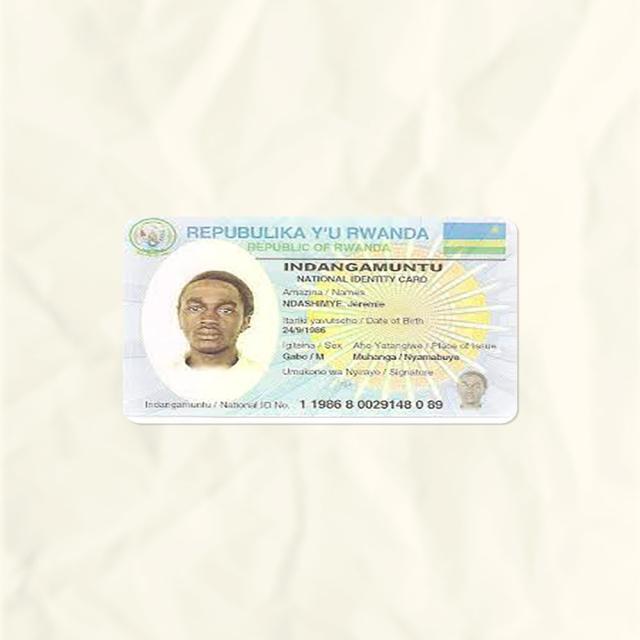 REPUBULIKA Y'U RWANDA
REPUBLIC OF RWANDA
INDANGAMUNTU
NATIONAL IDENTITY CARD
Amazina / Names
NDASHIMYE Jeremie
Itariki yavutseho / Date of Birth
24/9/1986
Igitsina / Sex Aho Yatangiwe / Place of Issue
Gabo / M Muhanga / Nyamabuye
Umukono wa Nyirayo / Signature
Indangamuntu / National ID No. 1 1986 8 0029148 0 89